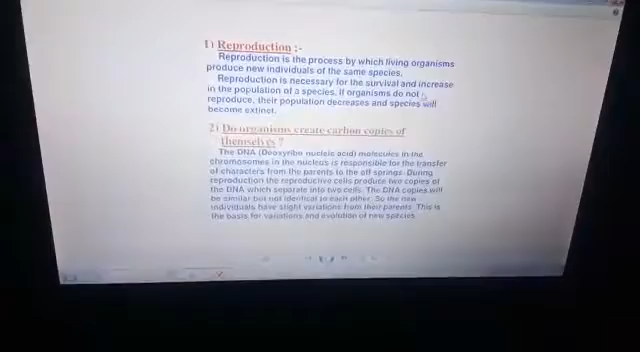 1) Reproduction :-
Reproduction is the process by which living organisms
produce new individuals of the same species.
Reproduction is necessary for the survival and increase
in the population of a species. If organisms do not
reproduce, their population decreases and species will
become extinct.
2) Do organisms create carbon copies of
themselves ?
The DNA (Deoxyribo nucleic acid) molecules in the
chromosomes in the nucleus is responsible for the transfer
of characters from the parents to the off springs. During
reproduction the reproductive cells produce two copies of
the DNA which separate into two cells. The DNA copies will
be similar but not identical to each other. So the new
individuals have slight variations from their parents. This is
the basis for variations and evolution of new species.